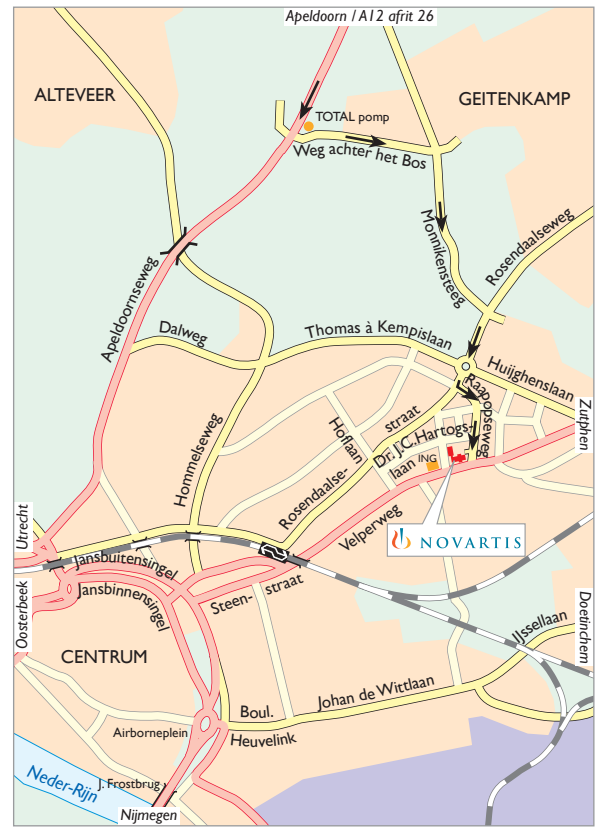 Apeldoorn / A12 afrit 26
ALTEVEER
GEITENKAMP
TOTAL pomp
Weg achter het Bos
Monnikensteeg
Rosendaalseweg
Apeldoornseweg
Dalweg
Thomas à Kempislaan
Huijghenslaan
Raapopseweg
Zutphen
Hommelseweg
Hoflaan
Rosendaalse-
straat
Dr. J.C.Hartogs-
laan
ING
Velperweg
NOVARTIS
Utrecht
Jansbuitensingel
Jansbinnensingel
Steen-
straat
Oosterbeek
Doetinchem
IJssellaan
CENTRUM
Johan de Wittlaan
Boul.
Heuvelink
Airborneplein
J. Frostbrug
Neder-Rijn
Nijmegen